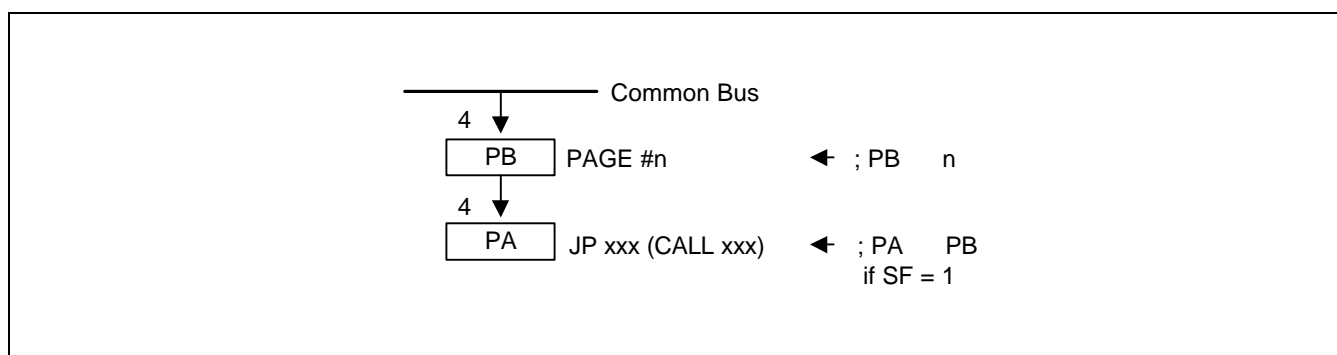 Common Bus
4
PB PAGE #n ← ; PB n
4
PA JP xxx (CALL xxx) ← ; PA PB
if SF = 1